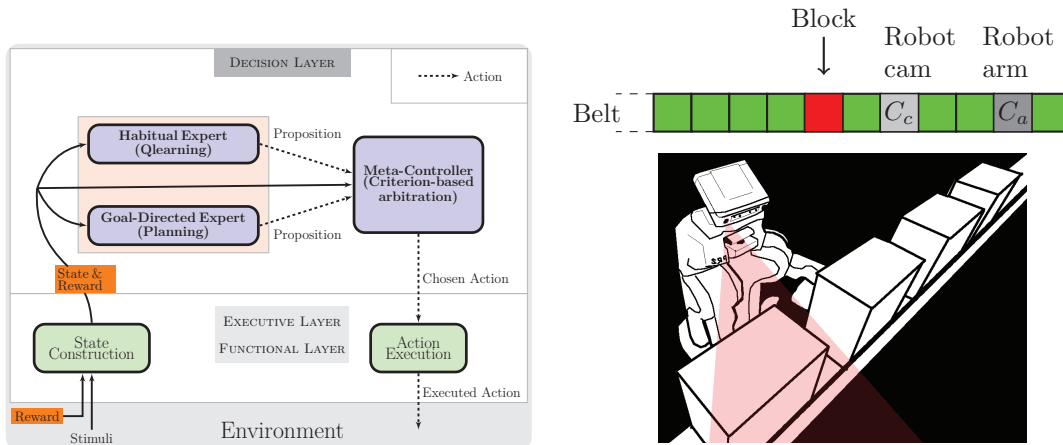 DECISION LAYER
Action
Habitual Expert
(Qlearning)
Proposition
Meta-Controller
(Criterion-based
arbitration)
Goal-Directed Expert
(Planning)
Proposition
State &
Reward
Chosen Action
EXECUTIVE LAYER
FUNCTIONAL LAYER
State
Construction
Action
Execution
Executed Action
Reward
Stimuli
Environment
Block
Robot
cam
Robot
arm
Belt
Cc
Ca